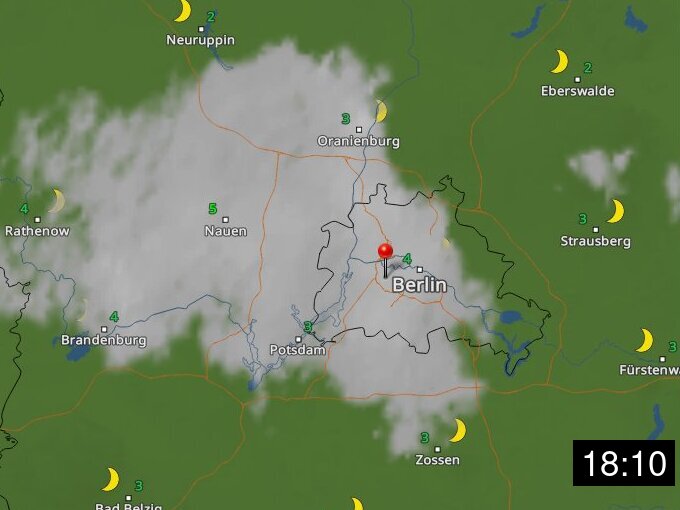 2
Neuruppin
2
Eberswalde
3
Oranienburg
4
Rathenow
5
Nauen
3
Strausberg
4
Berlin
4
Brandenburg
3
Potsdam
3
Fürstenwa
3
Zossen
18:10
3
Bad Belzig